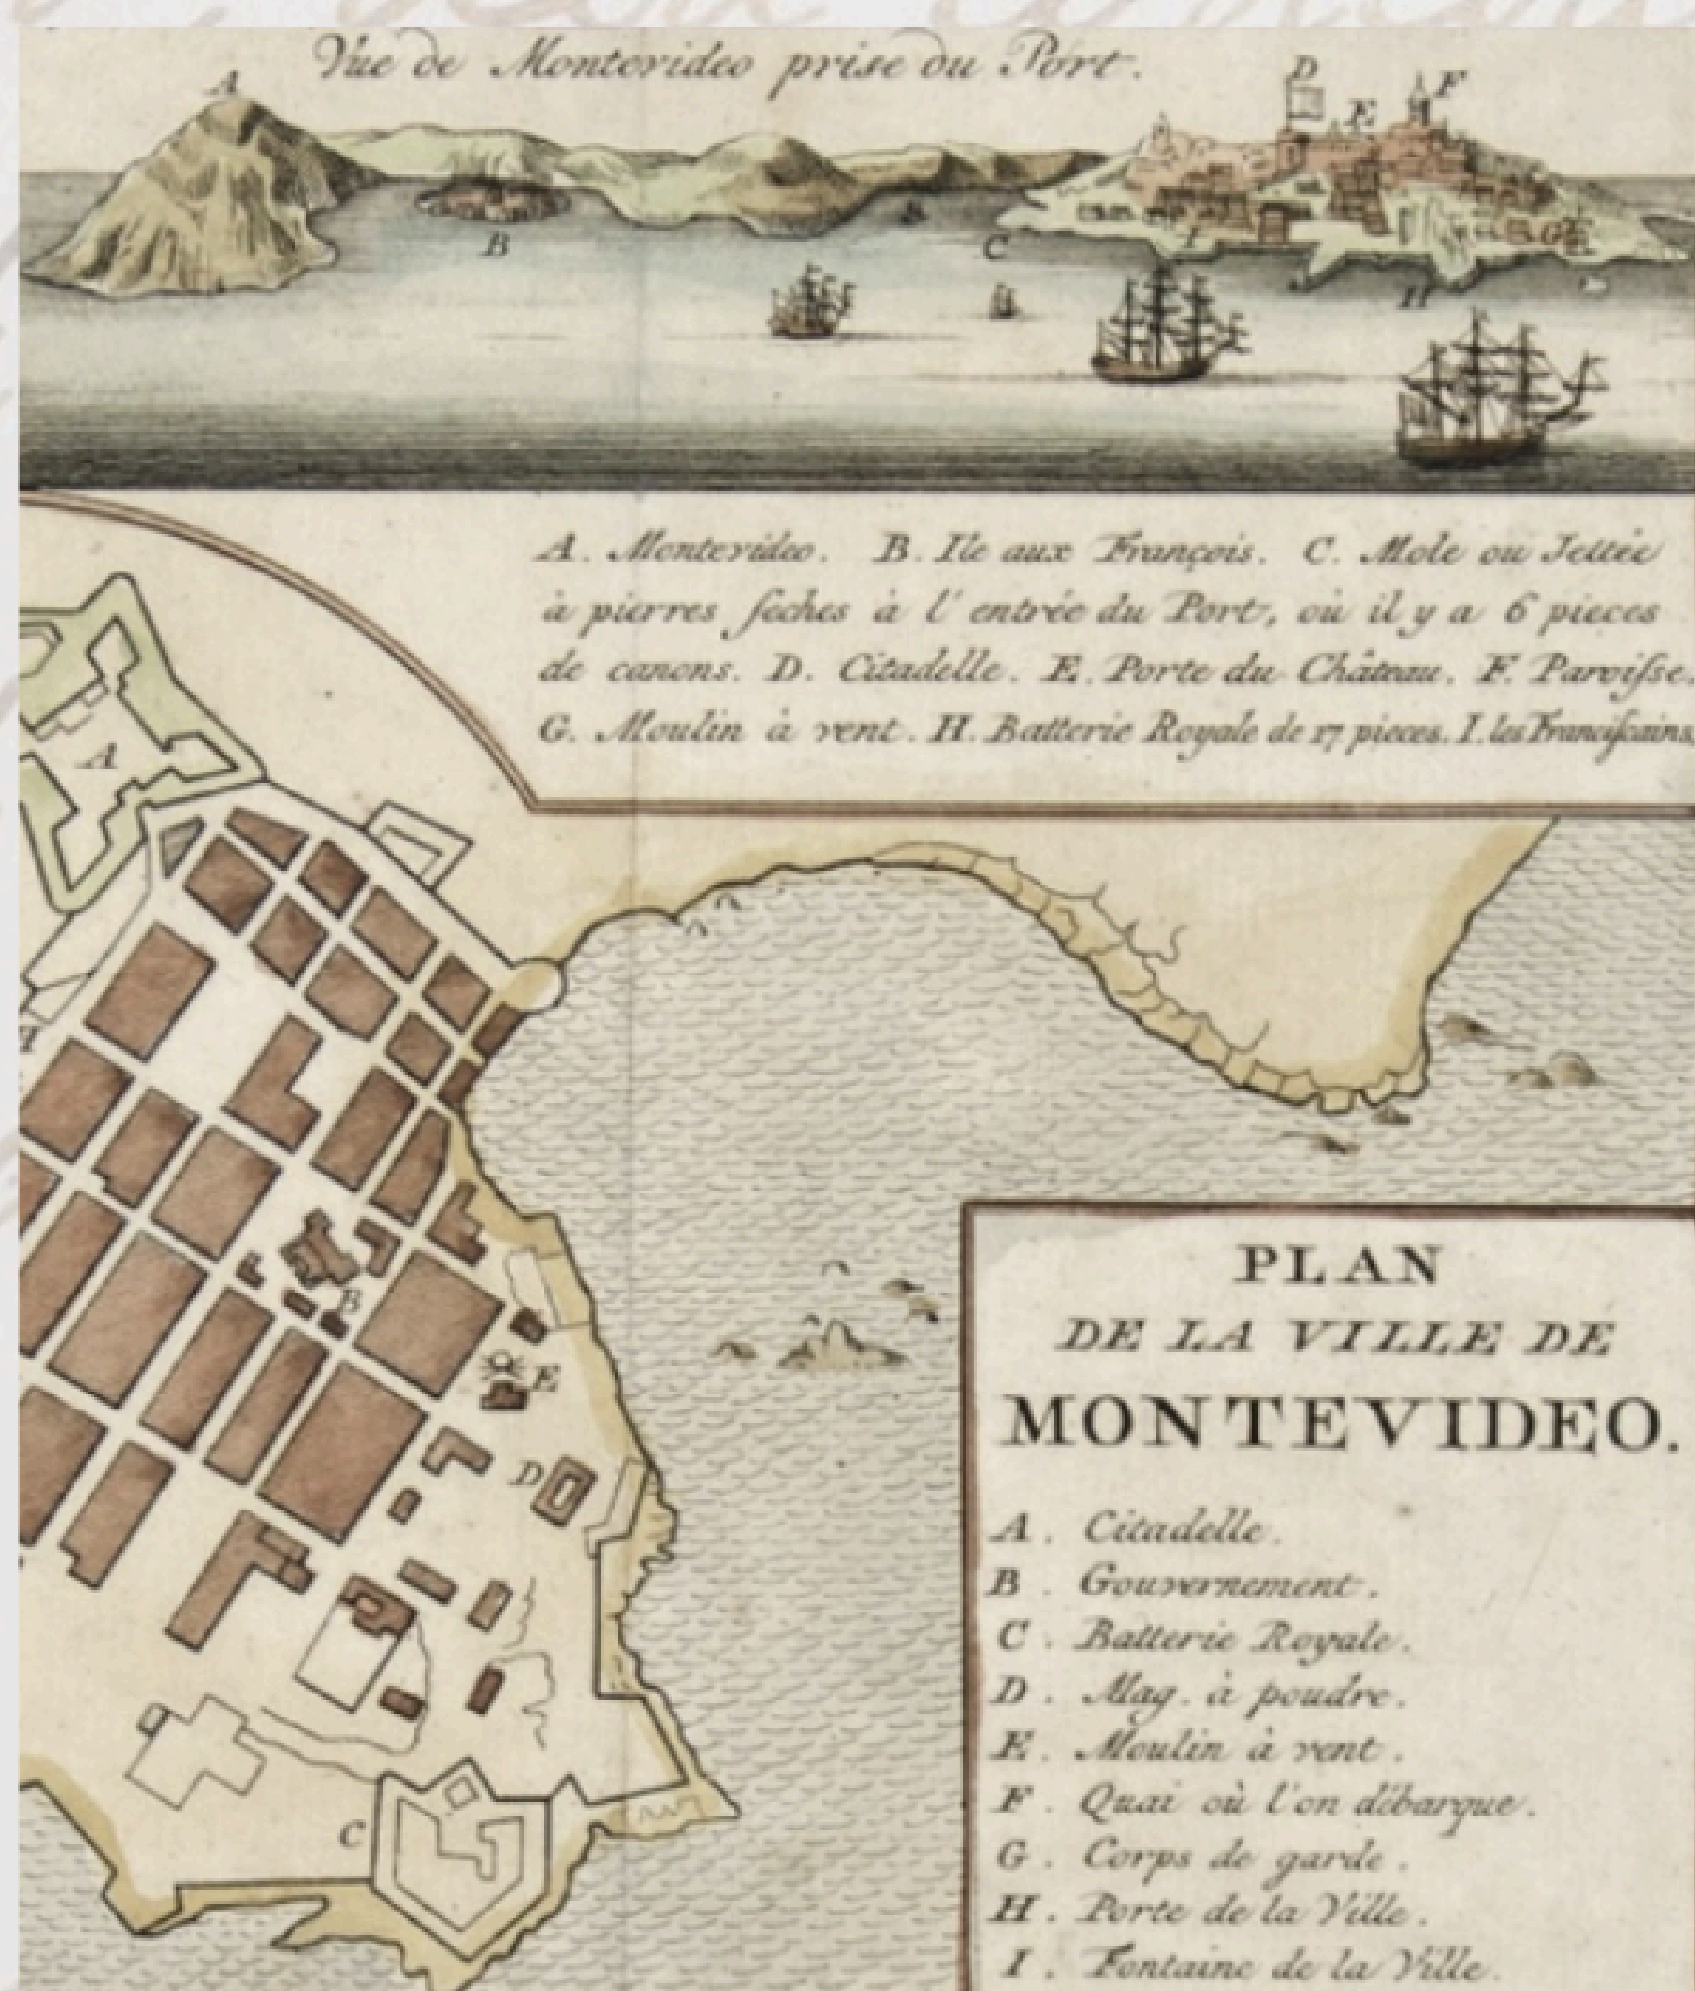 Vue de Montevideo prise du Port.
A
D
F
E
B
C
I
G
H
A. Montevideo. B. Ile aux François. C. Mole ou Jettée
à pierres ſeches à l'entrée du Port, où il y a 6 pieces
de canons. D. Citadelle. E. Porte du Château. F. Paroiſse.
G. Moulin à vent. H. Batterie Royale de 17 pieces. I. les Franciſcains,
A
B
E
D
C
PLAN
DE LA VILLE DE
MONTEVIDEO.
A. Citadelle.
B. Gouvernement.
C. Batterie Royale.
D. Mag. à poudre.
E. Moulin à vent.
F. Quai où l'on débarque.
G. Corps de garde.
H. Porte de la Ville.
I. Fontaine de la Ville.